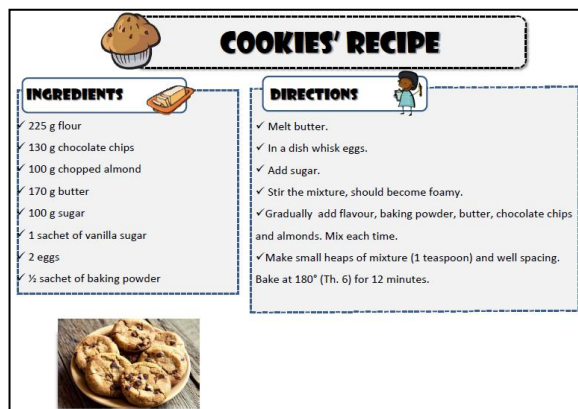 COOKIES' RECIPE
INGREDIENTS
✓ 225 g flour
✓ 130 g chocolate chips
✓ 100 g chopped almond
✓ 170 g butter
✓ 100 g sugar
✓ 1 sachet of vanilla sugar
✓ 2 eggs
✓ ½ sachet of baking powder
DIRECTIONS
✓ Melt butter.
✓ In a dish whisk eggs.
✓ Add sugar.
✓ Stir the mixture, should become foamy.
✓Gradually add flavour, baking powder, butter, chocolate chips
and almonds. Mix each time.
✓Make small heaps of mixture (1 teaspoon) and well spacing.
Bake at 180° (Th. 6) for 12 minutes.